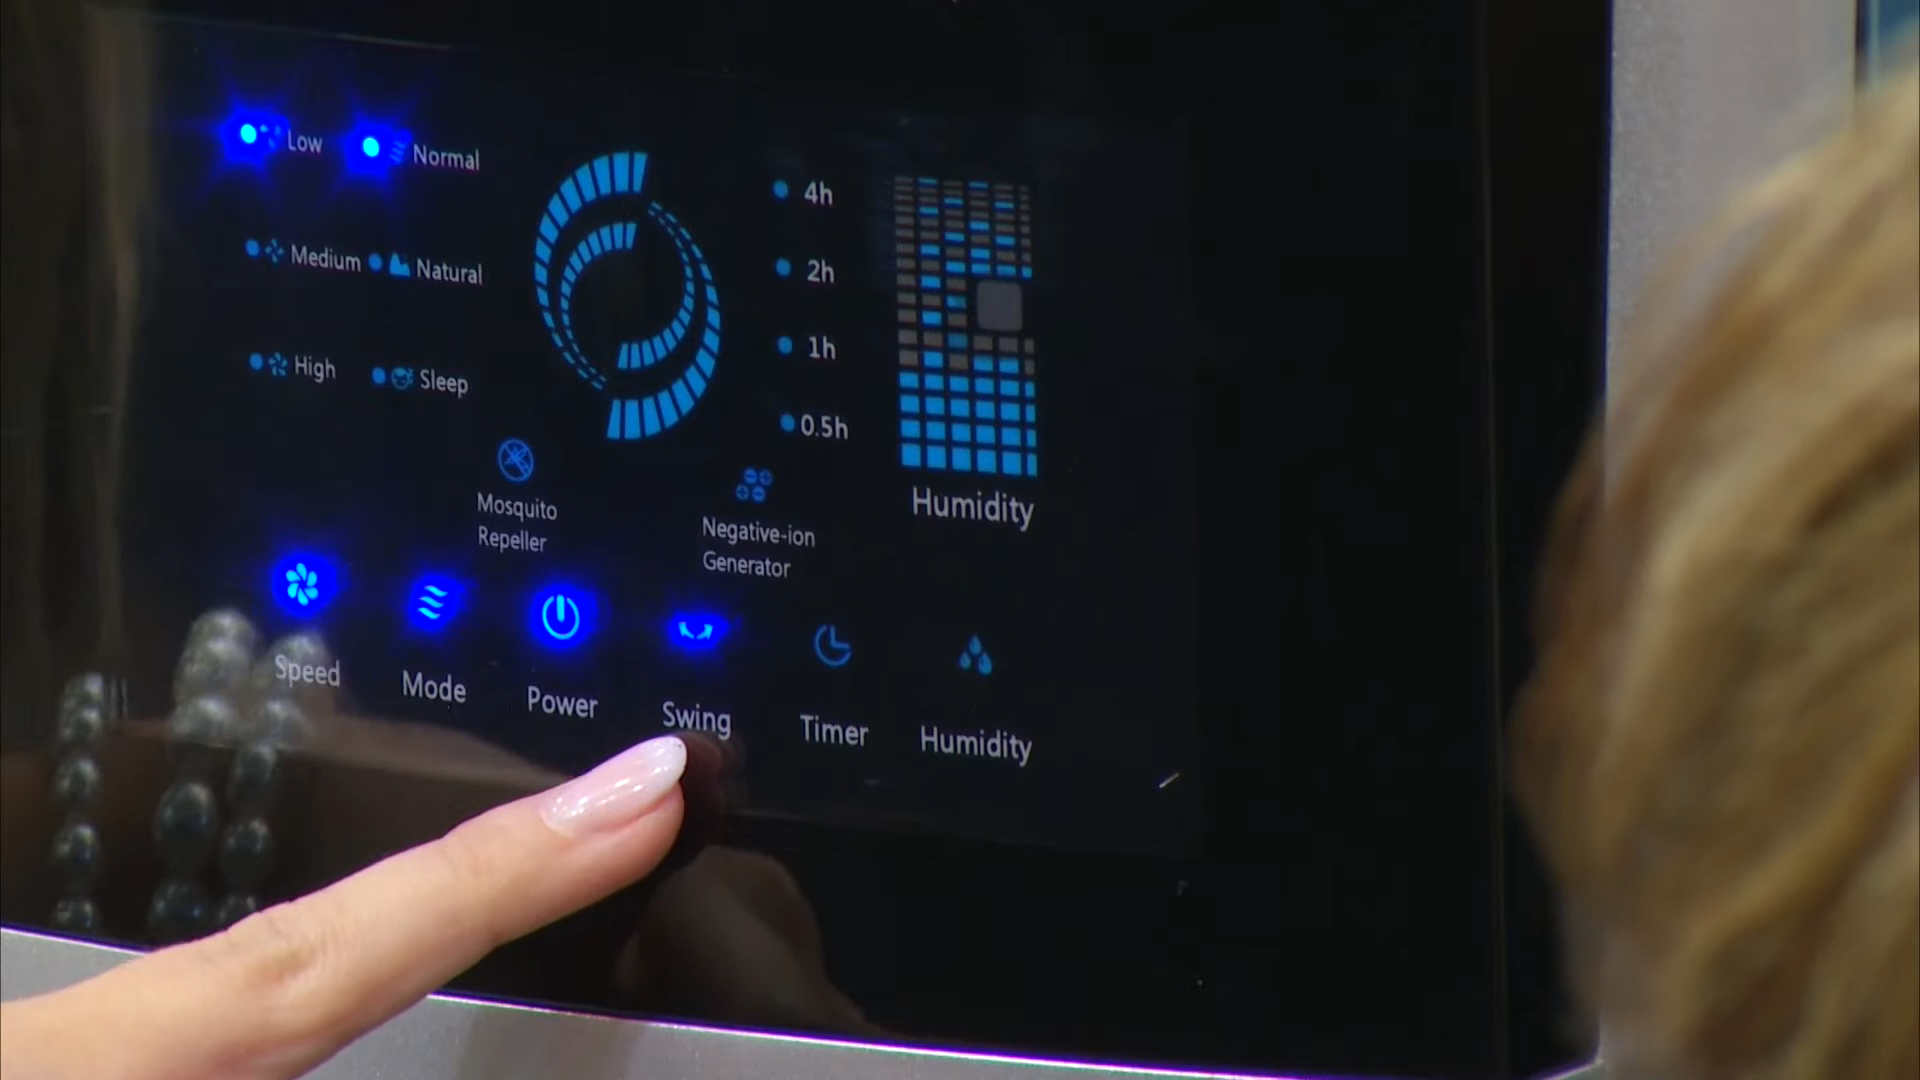 Low
Normal
4h
Medium
Natural
2h
High
Sleep
1h
0.5h
Mosquito
Repeller
Negative-ion
Generator
Humidity
Speed
Mode
Power
Swing
Timer
Humidity